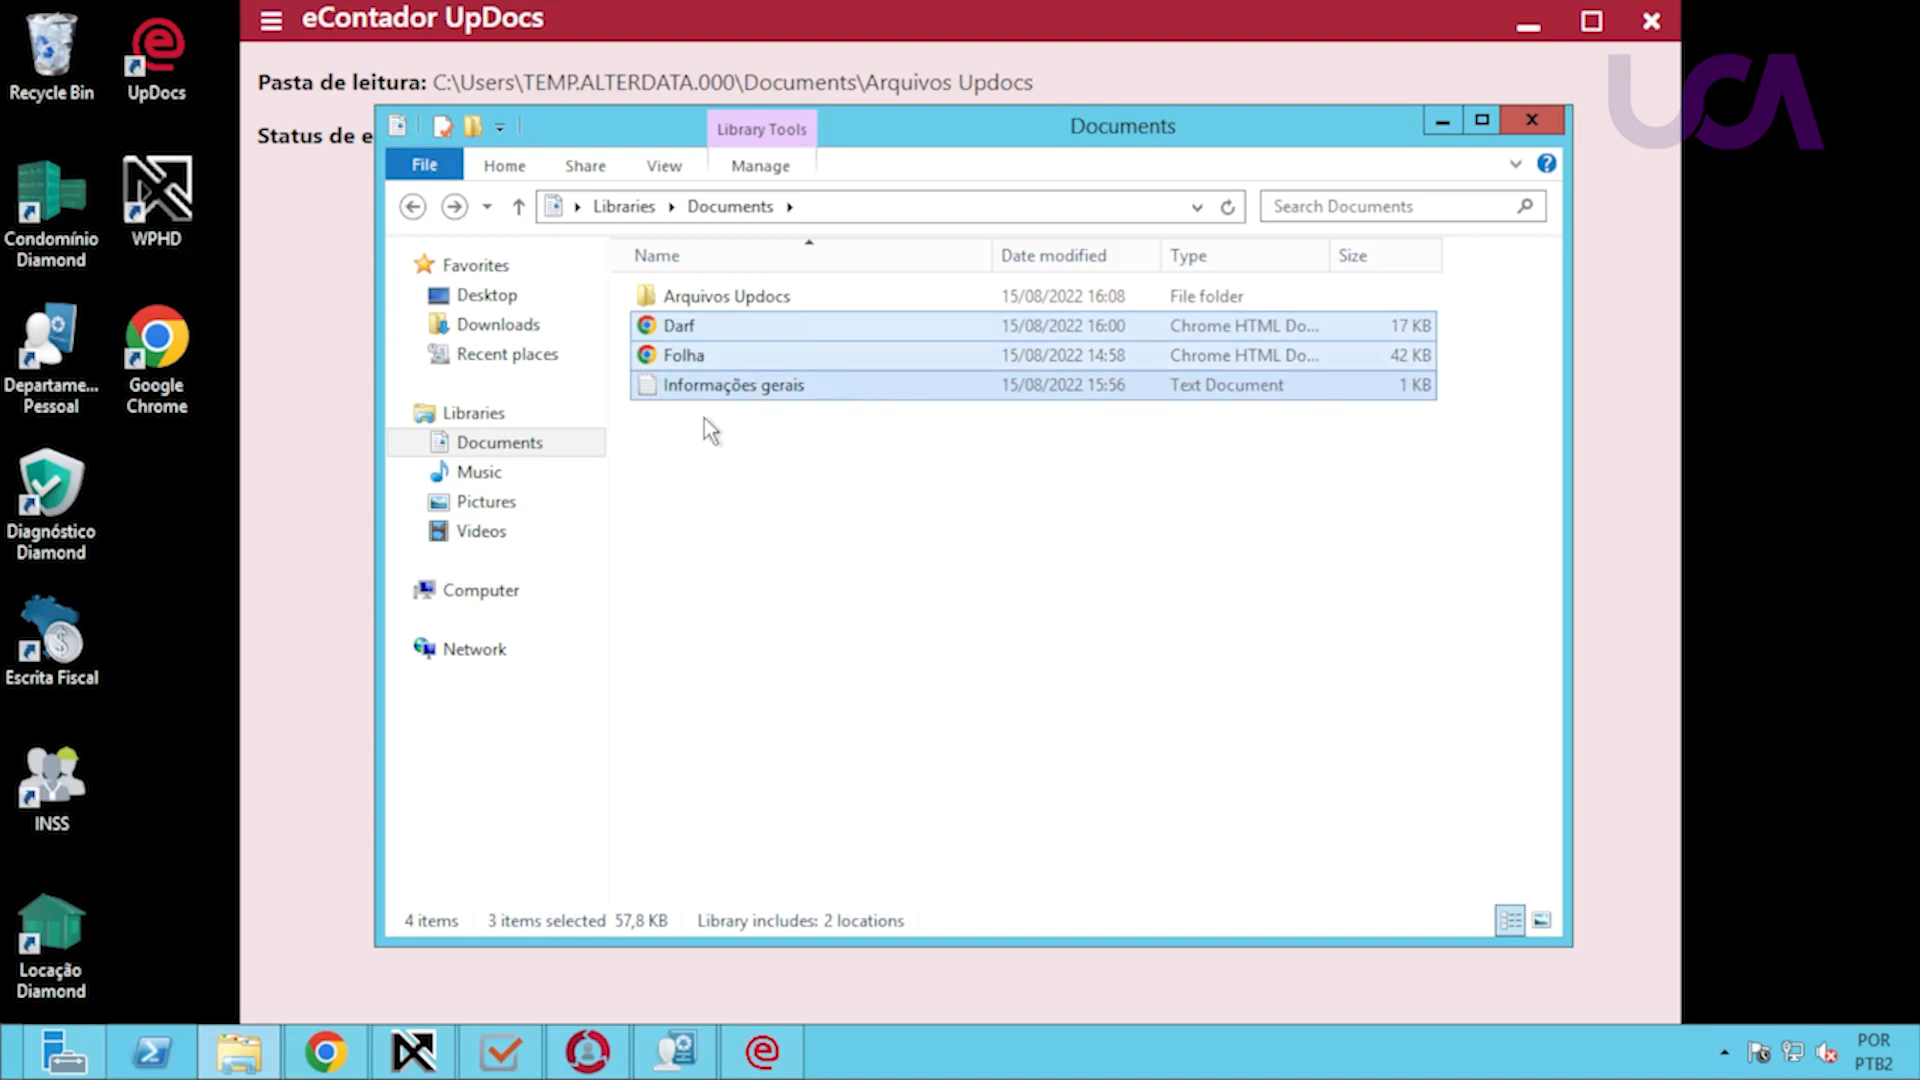 eContador UpDocs
Pasta de leitura: C:\Users\TEMP.ALTERDATA.000\Documents\Arquivos Updocs
Status de e
UCA
Library Tools
Documents
File
Home
Share
View
Manage
Libraries
Documents
Search Documents
Name
Date modified
Type
Size
Arquivos Updocs 15/08/2022 16:08 File folder
Darf 15/08/2022 16:00 Chrome HTML Do... 17 KB
Folha 15/08/2022 14:58 Chrome HTML Do... 42 KB
Informações gerais 15/08/2022 15:56 Text Document 1 KB
Favorites
Desktop
Downloads
Recent places
Libraries
Documents
Music
Pictures
Videos
Computer
Network
4 items 3 items selected 57,8 KB Library includes: 2 locations
Recycle Bin
UpDocs
Condomínio
Diamond
WPHD
Departame...
Pessoal
Google
Chrome
Diagnóstico
Diamond
Escrita Fiscal
INSS
Locação
Diamond
POR
PTB2